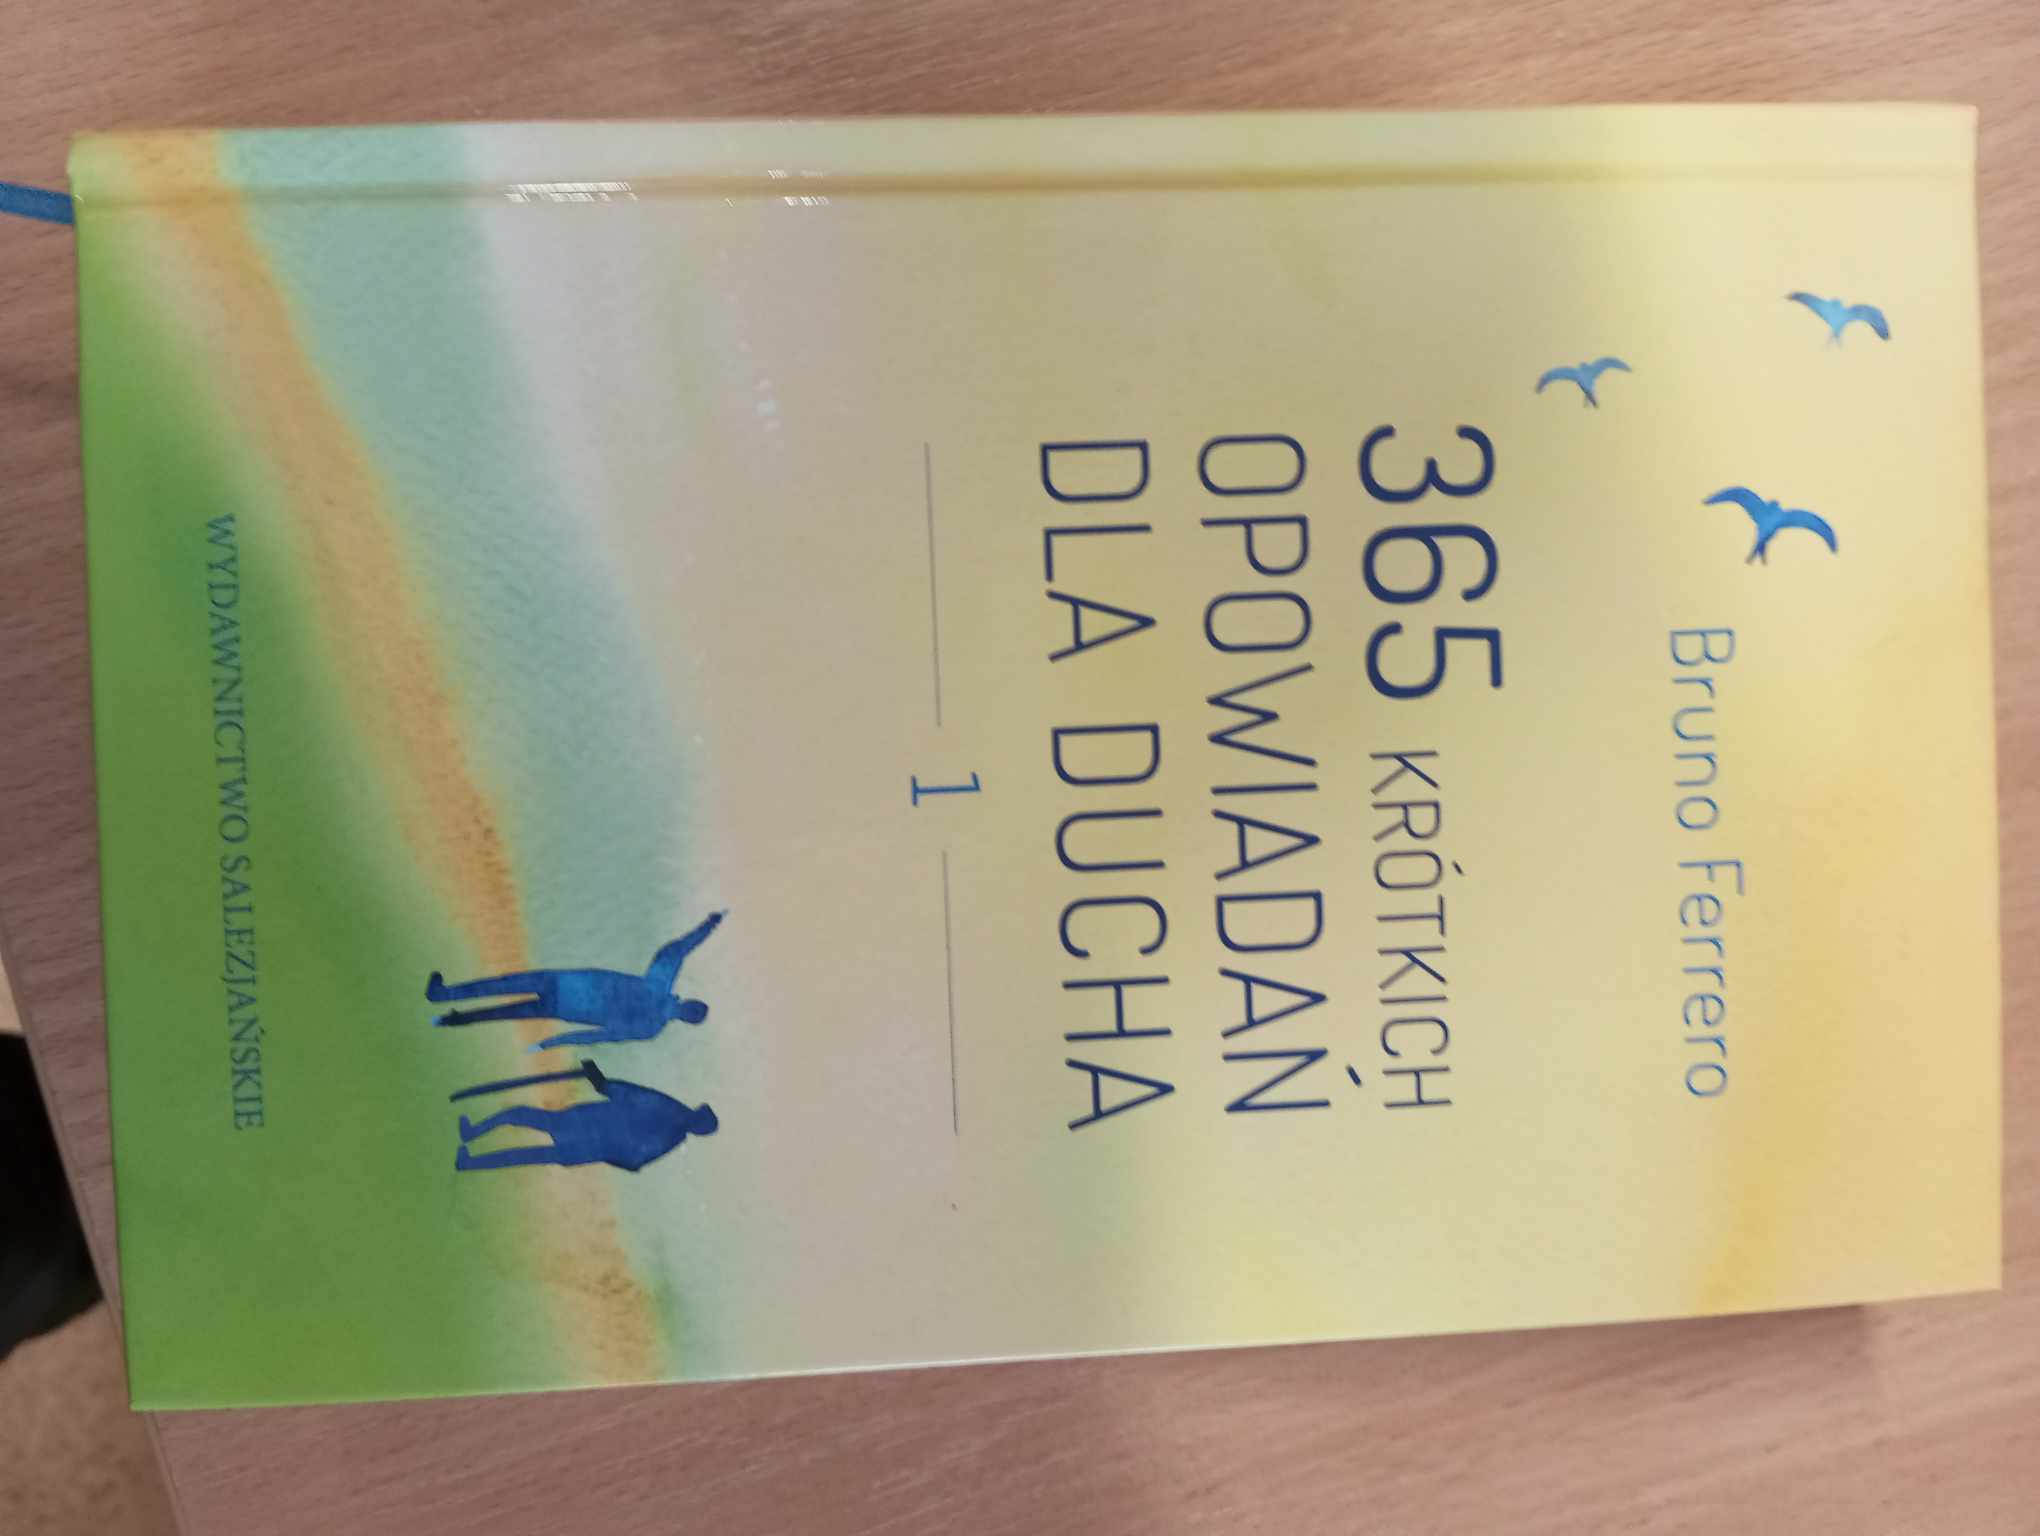 Bruno Ferrero
365 KRÓTKICH
OPOWIADAŃ
DLA DUCHA
1
WYDAWNICTWO SALEZJAŃSKIE